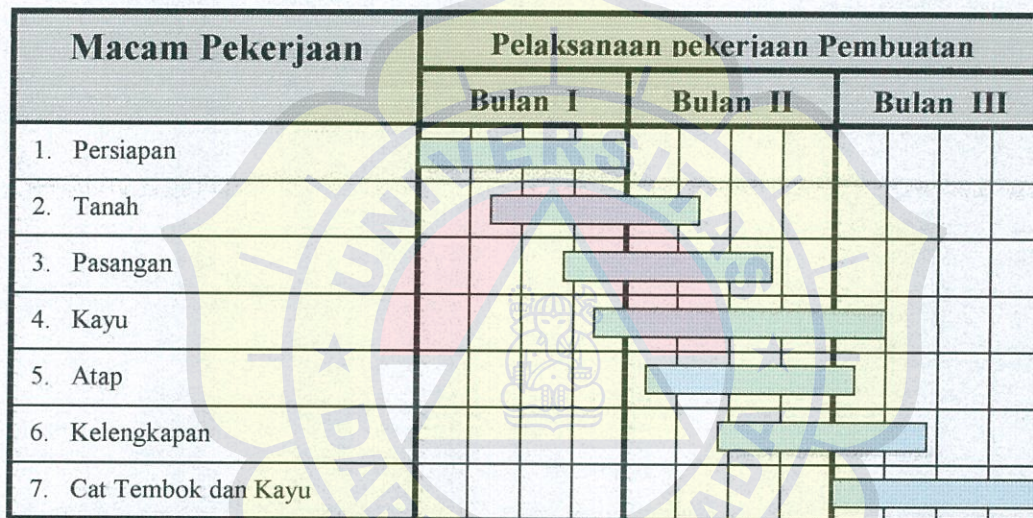 Macam Pekerjaan
Pelaksanaan pekerjaan Pembuatan
Bulan I
Bulan II
Bulan III
1. Persiapan
2. Tanah
3. Pasangan
4. Kayu
5. Atap
6. Kelengkapan
7. Cat Tembok dan Kayu
UNIVERSITAS